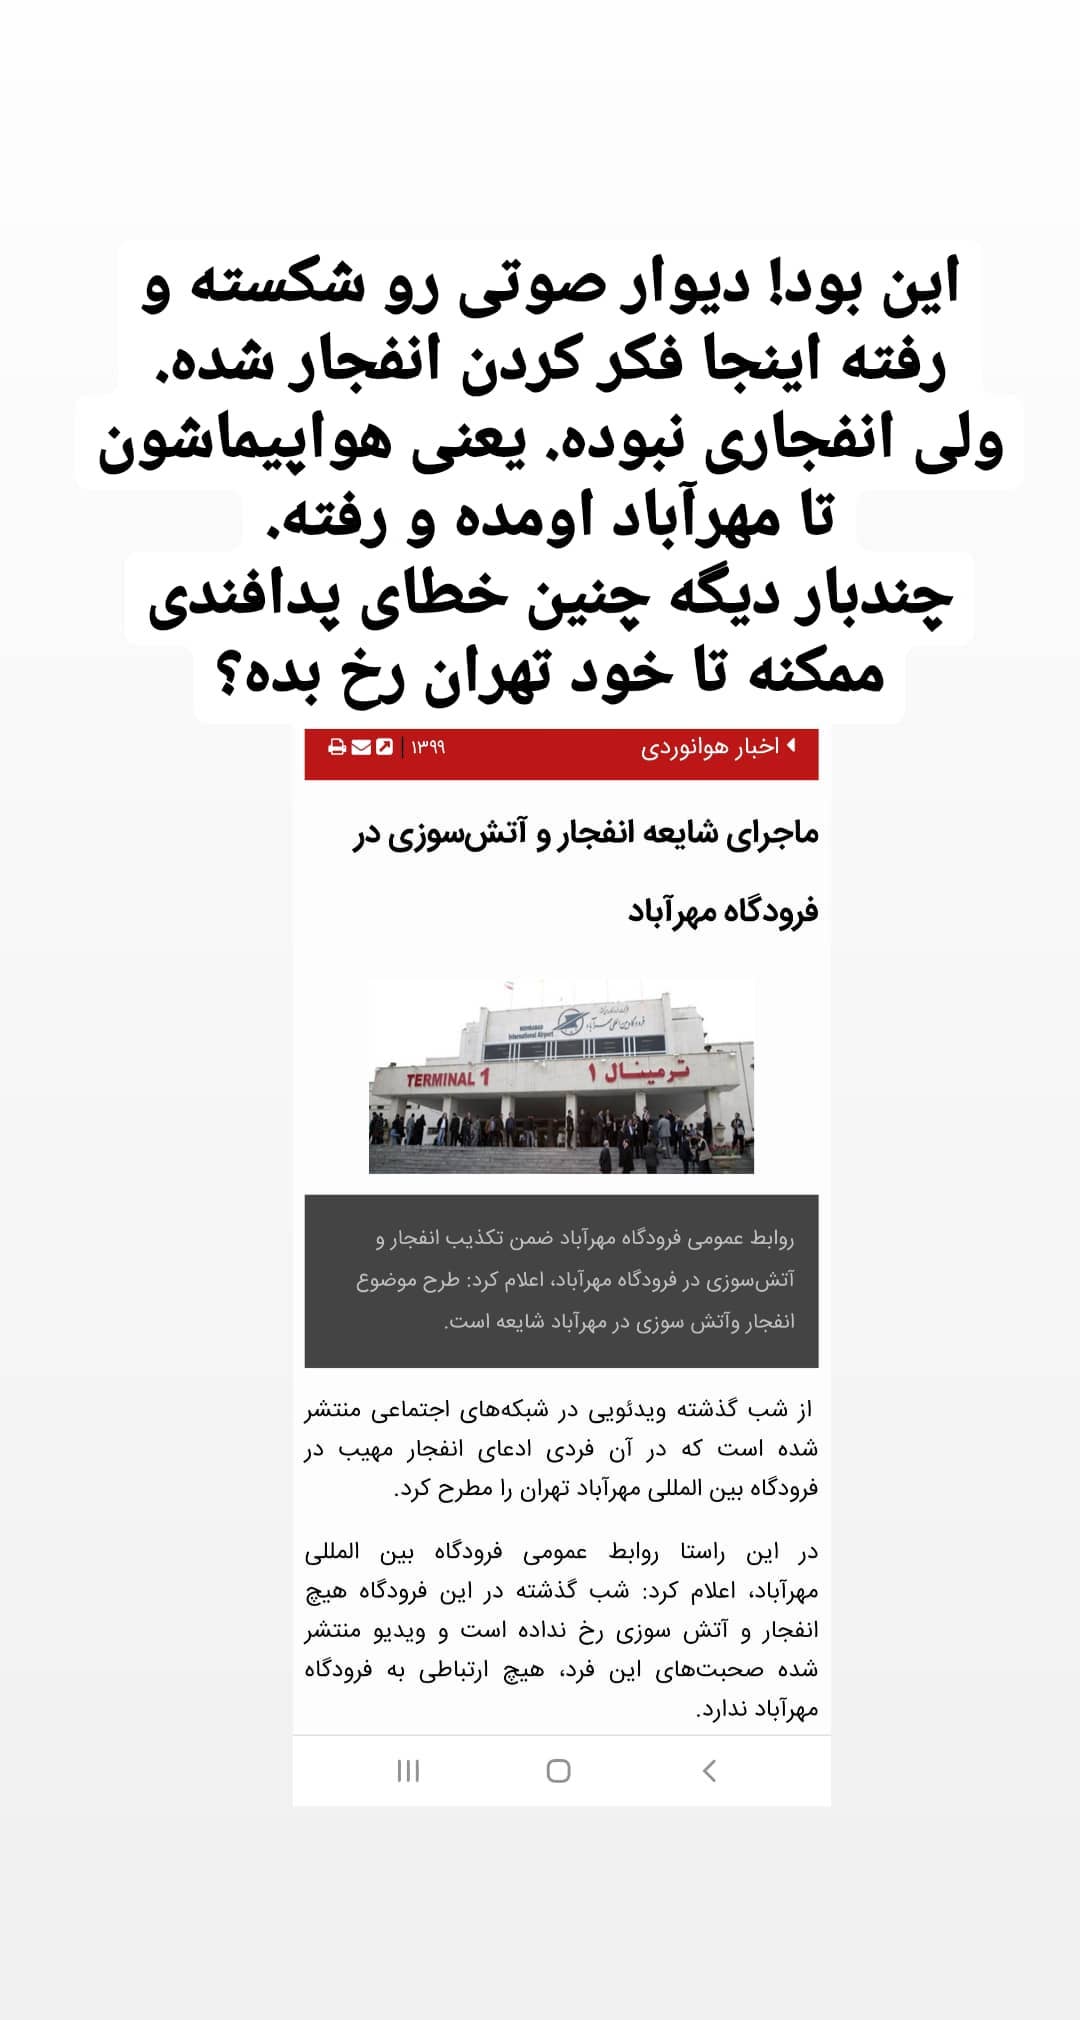 این بود! دیوار صوتی رو شکسته و
رفته اینجا فکر کردن انفجار شده.
ولی انفجاری نبوده. یعنی هواپیماشون
تا مهرآباد اومده و رفته.
چندبار دیگه چنین خطای پدافندی
ممکنه تا خود تهران رخ بده؟
اخبار هوانوردی
۱۳۹۹
ماجرای شایعه انفجار و آتش‌سوزی در
فرودگاه مهرآباد
MEHRABAD
International Airport
TERMINAL 1
ترمینال ۱
روابط عمومی فرودگاه مهرآباد ضمن تکذیب انفجار و
آتش‌سوزی در فرودگاه مهرآباد، اعلام کرد: طرح موضوع
انفجار وآتش سوزی در مهرآباد شایعه است.
از شب گذشته ویدئویی در شبکه‌های اجتماعی منتشر
شده است که در آن فردی ادعای انفجار مهیب در
فرودگاه بین المللی مهرآباد تهران را مطرح کرد.
در این راستا روابط عمومی فرودگاه بین المللی
مهرآباد، اعلام کرد: شب گذشته در این فرودگاه هیچ
انفجار و آتش سوزی رخ نداده است و ویدیو منتشر
شده صحبت‌های این فرد، هیچ ارتباطی به فرودگاه
مهرآباد ندارد.